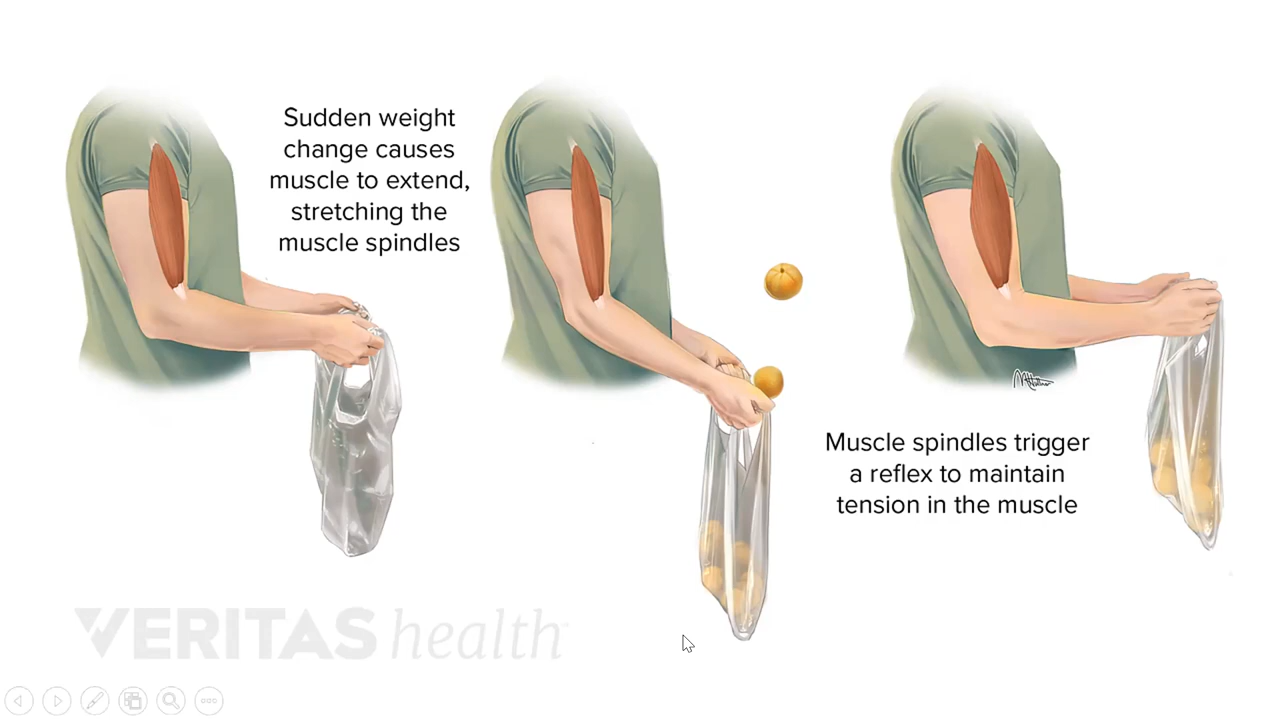 Sudden weight
change causes
muscle to extend,
stretching the
muscle spindles
Muscle spindles trigger
a reflex to maintain
tension in the muscle
VERITAS health